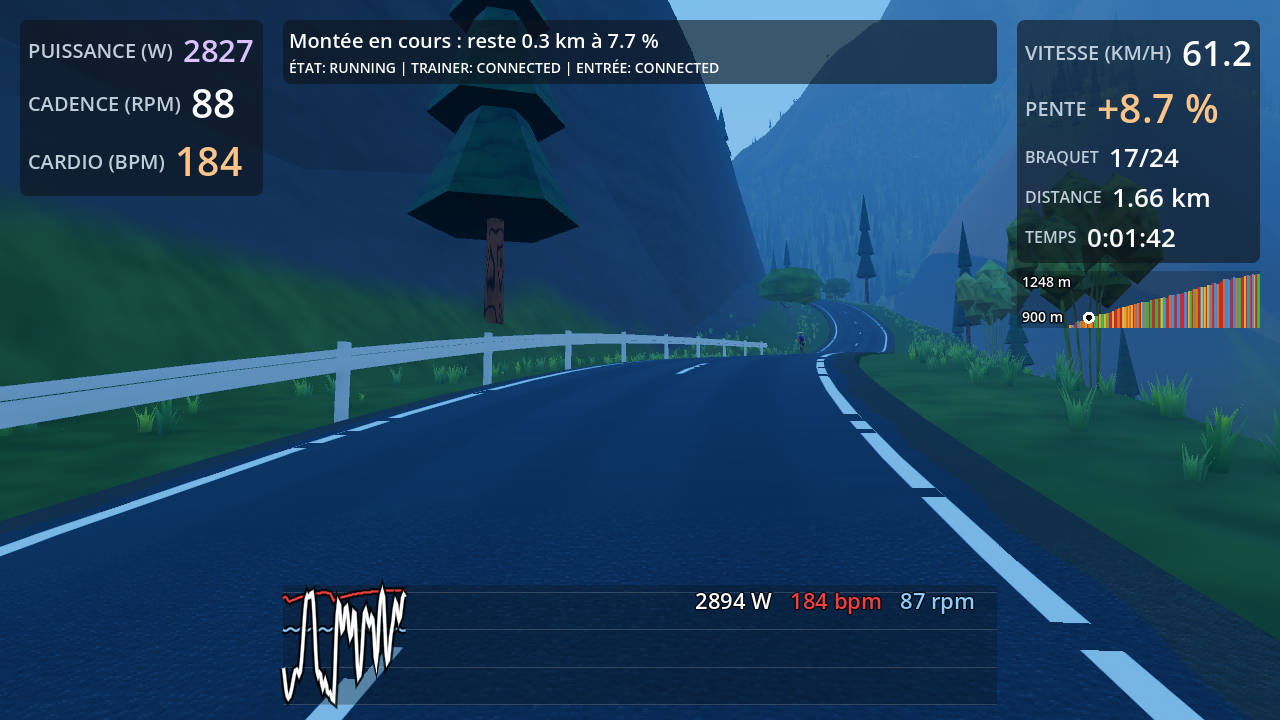 PUISSANCE (W) 2827
CADENCE (RPM) 88
CARDIO (BPM) 184
Montée en cours : reste 0.3 km à 7.7 %
ÉTAT: RUNNING | TRAINER: CONNECTED | ENTRÉE: CONNECTED
VITESSE (KM/H) 61.2
PENTE +8.7 %
BRAQUET 17/24
DISTANCE 1.66 km
TEMPS 0:01:42
1248 m
900 m
2894 W 184 bpm 87 rpm